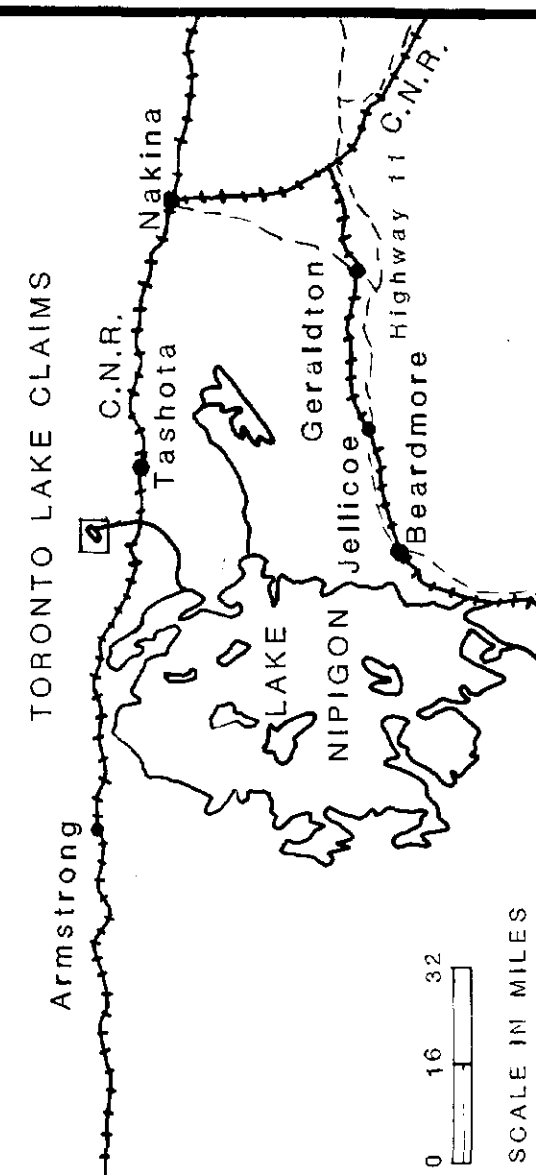 TORONTO LAKE CLAIMS
Armstrong
C.N.R.
Tashota
Nakina
LAKE
NIPIGON
Geraldton
Jellicoe
Beardmore
Highway 11
C.N.R.
0 16 32
SCALE IN MILES